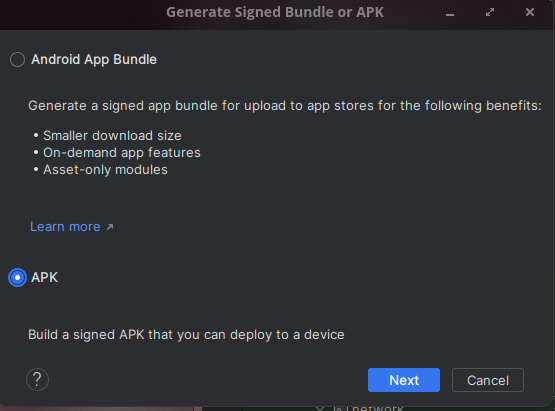 Generate Signed Bundle or APK
Android App Bundle
Generate a signed app bundle for upload to app stores for the following benefits:
• Smaller download size
• On-demand app features
• Asset-only modules
Learn more ↗
APK
Build a signed APK that you can deploy to a device
? Next Cancel
network